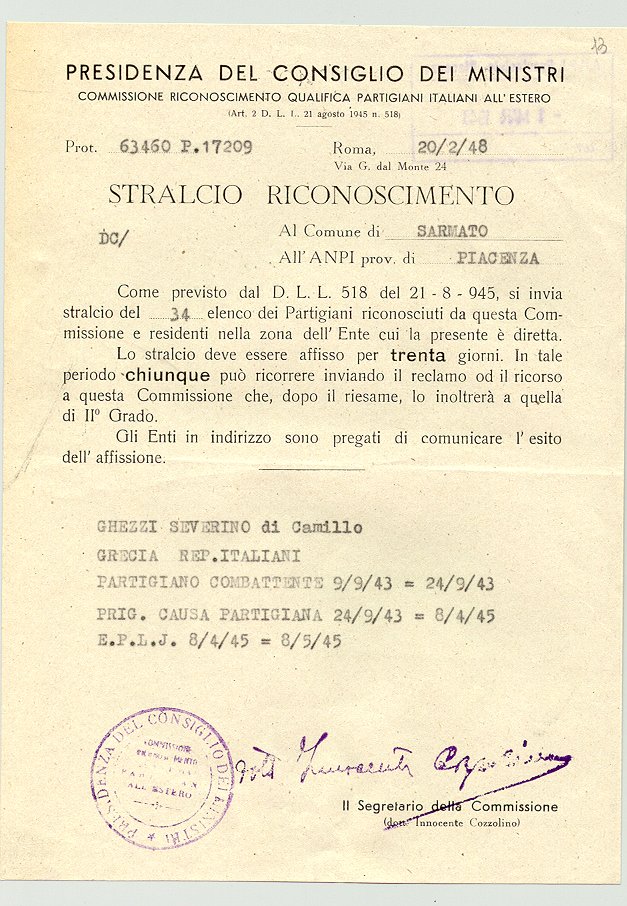 13
PRESIDENZA DEL CONSIGLIO DEI MINISTRI
COMMISSIONE RICONOSCIMENTO QUALIFICA PARTIGIANI ITALIANI ALL'ESTERO
(Art. 2 D. L. L. 21 agosto 1945 n. 518)
Prot. 63460 P.17209 Roma, 20/2/48
Via G. dal Monte 24
STRALCIO RICONOSCIMENTO
DC/ Al Comune di SARMATO
All'ANPI prov. di PIACENZA
Come previsto dal D. L. L. 518 del 21 - 8 - 945, si invia
stralcio del 34 elenco dei Partigiani riconosciuti da questa Com-
missione e residenti nella zona dell' Ente cui la presente è diretta.
Lo stralcio deve essere affisso per trenta giorni. In tale
periodo chiunque può ricorrere inviando il reclamo od il ricorso
a questa Commissione che, dopo il riesame, lo inoltrerà a quella
di IIº Grado.
Gli Enti in indirizzo sono pregati di comunicare l' esito
dell' affissione.
GHEZZI SEVERINO di Camillo
GRECIA REP.ITALIANI
PARTIGIANO COMBATTENTE 9/9/43 = 24/9/43
PRIG. CAUSA PARTIGIANA 24/9/43 = 8/4/45
E.P.L.J. 8/4/45 = 8/5/45
PRESIDENZA DEL CONSIGLIO DEI MINISTRI
COMMISSIONE
ALL'ESTERO
dott Innocente Cozzolino
Il Segretario della Commissione
(dott. Innocente Cozzolino)